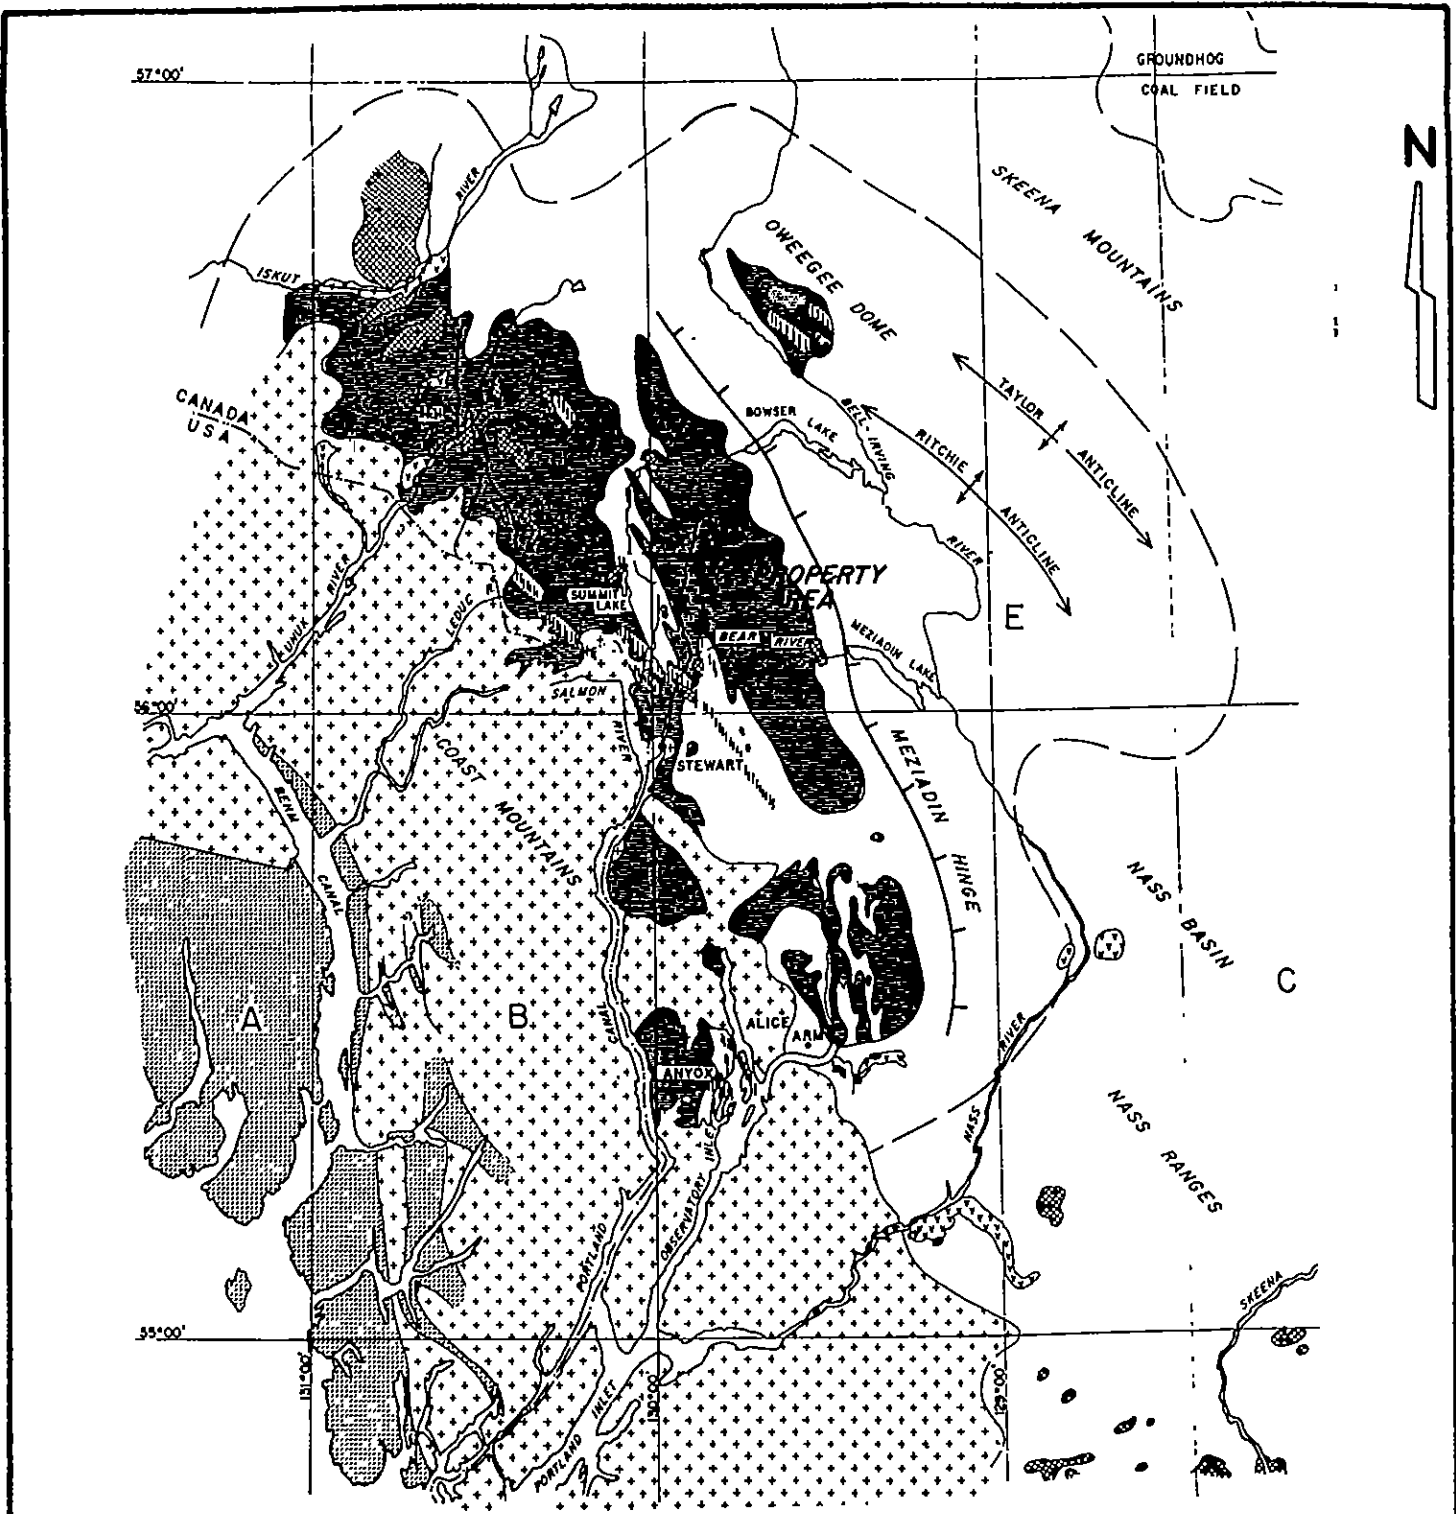 57°00'
GROUNDHOG
COAL FIELD
N
SKEENA
MOUNTAINS
RIVER
ISKUT
OWEEGEE DOME
CANADA
USA
TAYLOR
ANTICLINE
BOWSER
LAKE
BELL-IRVING
RIVER
RITCHIE
ANTICLINE
E
SUMMIT
LAKE
BEAR RIVER
MEZIADIN LAKE
RIVER
LEDUC R
SALMON
RIVER
56°00'
COAST
MOUNTAINS
STEWART
MEZIADIN
HINGE
BEHM
CANAL
NASS BASIN
C
A
B
CANAL
ALICE
ARM
ANYOX
RIVER
NASS
NASS RANGES
OBSERVATORY INLET
PORTLAND
SKEENA
55°00'
131°00'
130°00'
129°00'
PORTLAND INLET